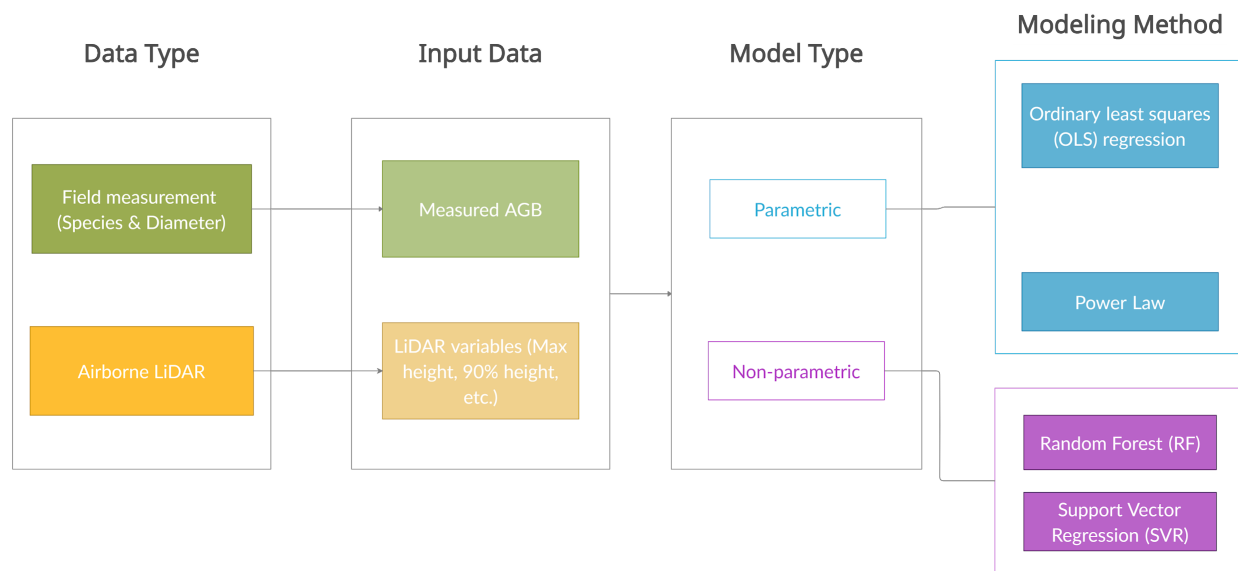 Data Type
Input Data
Model Type
Modeling Method
Field measurement
(Species & Diameter)
Airborne LiDAR
Measured AGB
LiDAR variables (Max
height, 90% height,
etc.)
Parametric
Non-parametric
Ordinary least squares
(OLS) regression
Power Law
Random Forest (RF)
Support Vector
Regression (SVR)